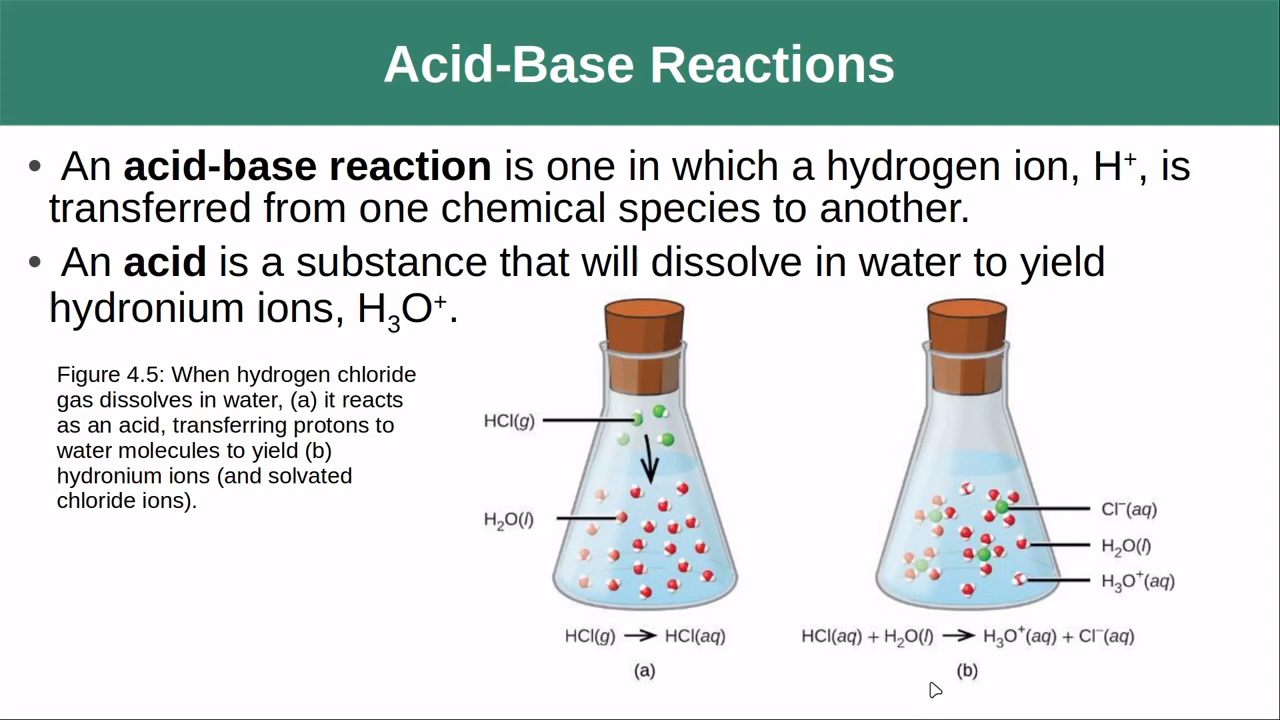 Acid-Base Reactions
• An acid-base reaction is one in which a hydrogen ion, H⁺, is
transferred from one chemical species to another.
• An acid is a substance that will dissolve in water to yield
hydronium ions, H₃O⁺.
Figure 4.5: When hydrogen chloride
gas dissolves in water, (a) it reacts
as an acid, transferring protons to
water molecules to yield (b)
hydronium ions (and solvated
chloride ions).
HCl(g)
H₂O(l)
HCl(g) → HCl(aq)
(a)
Cl⁻(aq)
H₂O(l)
H₃O⁺(aq)
HCl(aq) + H₂O(l) → H₃O⁺(aq) + Cl⁻(aq)
(b)